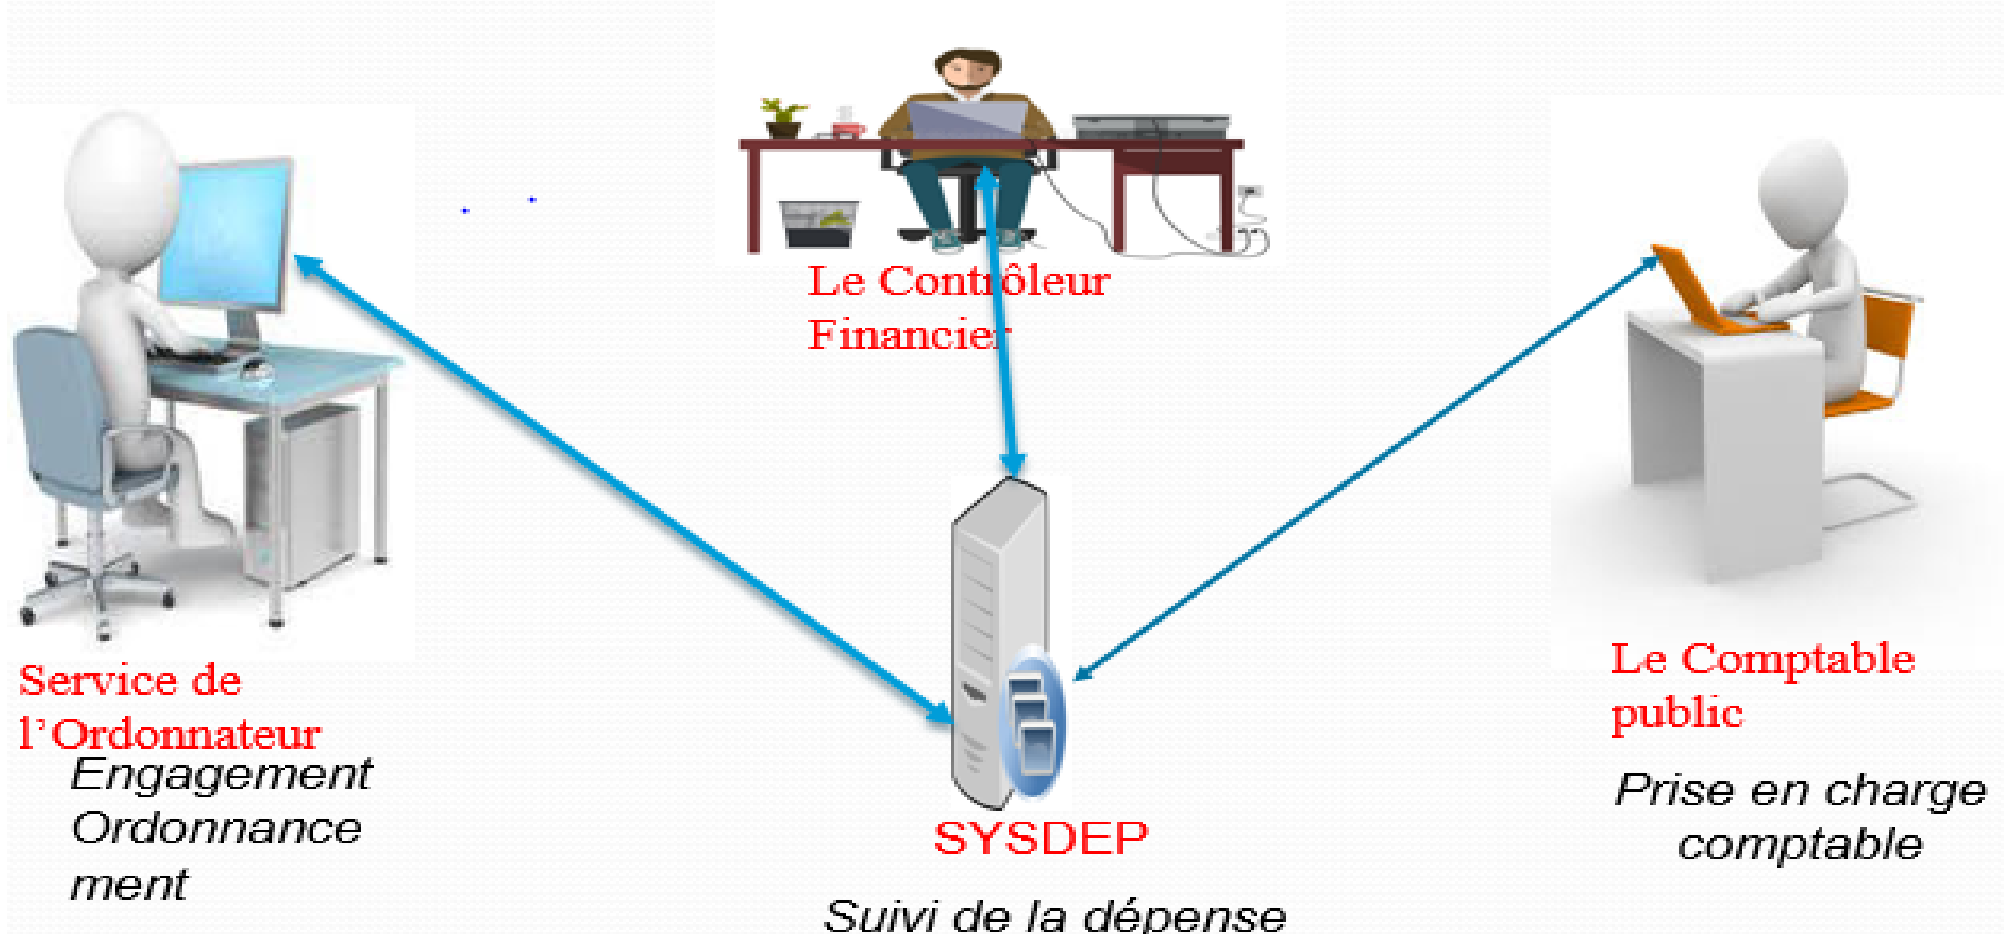 Le Contrôleur
Financier
Service de
l’Ordonnateur
Engagement
Ordonnance
ment
SYSDEP
Suivi de la dépense
Le Comptable
public
Prise en charge
comptable